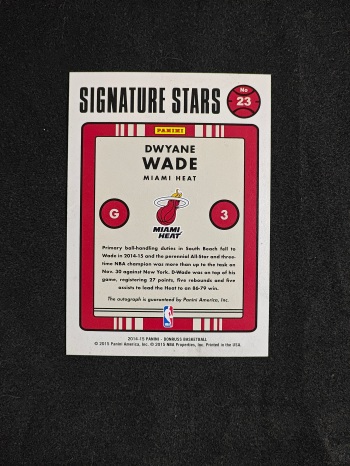 SIGNATURE STARS
No
23
PANINI
DWYANE
WADE
MIAMI HEAT
G
3
MIAMI
HEAT
Primary ball-handling duties in South Beach fell to
Wade in 2014-15 and the perennial All-Star and three-
time NBA champion was more than up to the task on
Nov. 30 against New York. D-Wade was on top of his
game, registering 27 points, five rebounds and five
assists to lead the Heat to an 86-79 win.
The autograph is guaranteed by Panini America, Inc.
2014-15 PANINI - DONRUSS BASKETBALL
© 2015 Panini America, Inc. © 2015 NBA Properties, Inc. Printed in the USA.